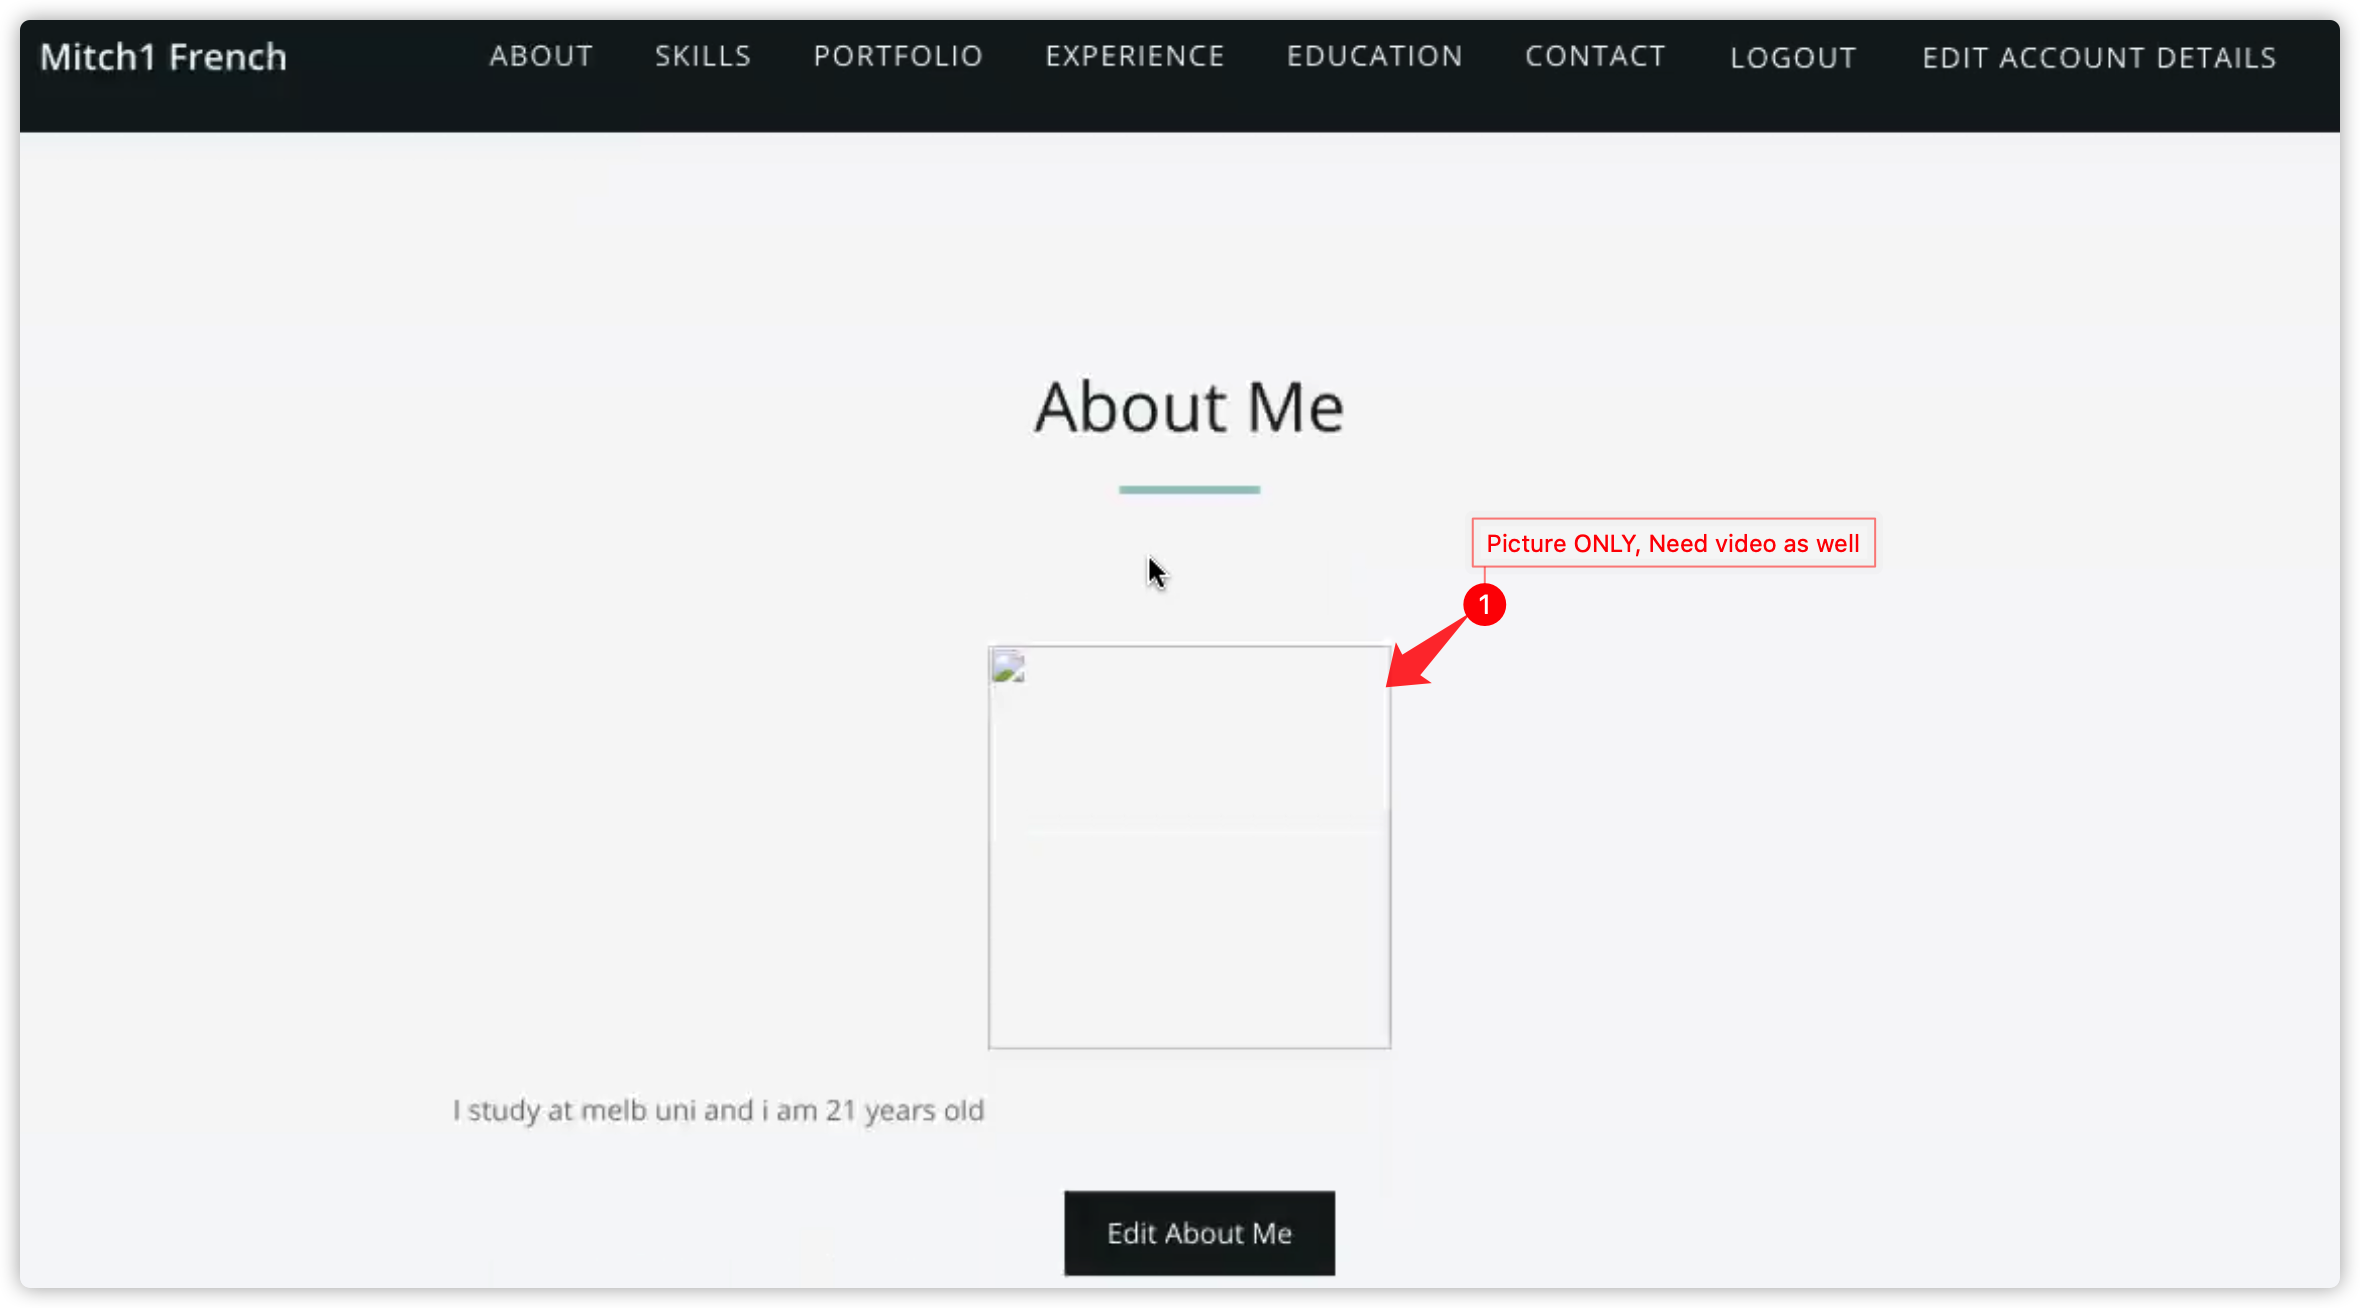 Mitch1 French ABOUT SKILLS PORTFOLIO EXPERIENCE EDUCATION CONTACT LOGOUT EDIT ACCOUNT DETAILS
About Me
Picture ONLY, Need video as well
1
I study at melb uni and i am 21 years old
Edit About Me